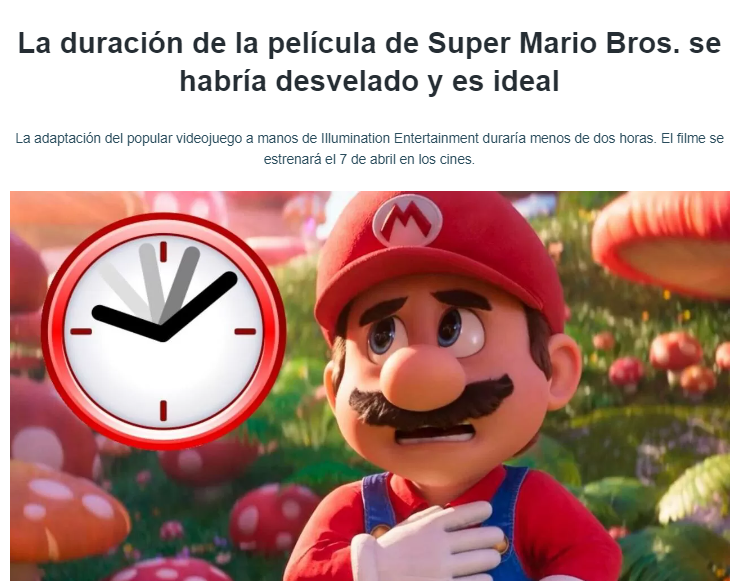 La duración de la película de Super Mario Bros. se
habría desvelado y es ideal
La adaptación del popular videojuego a manos de Illumination Entertainment duraría menos de dos horas. El filme se
estrenará el 7 de abril en los cines.
M